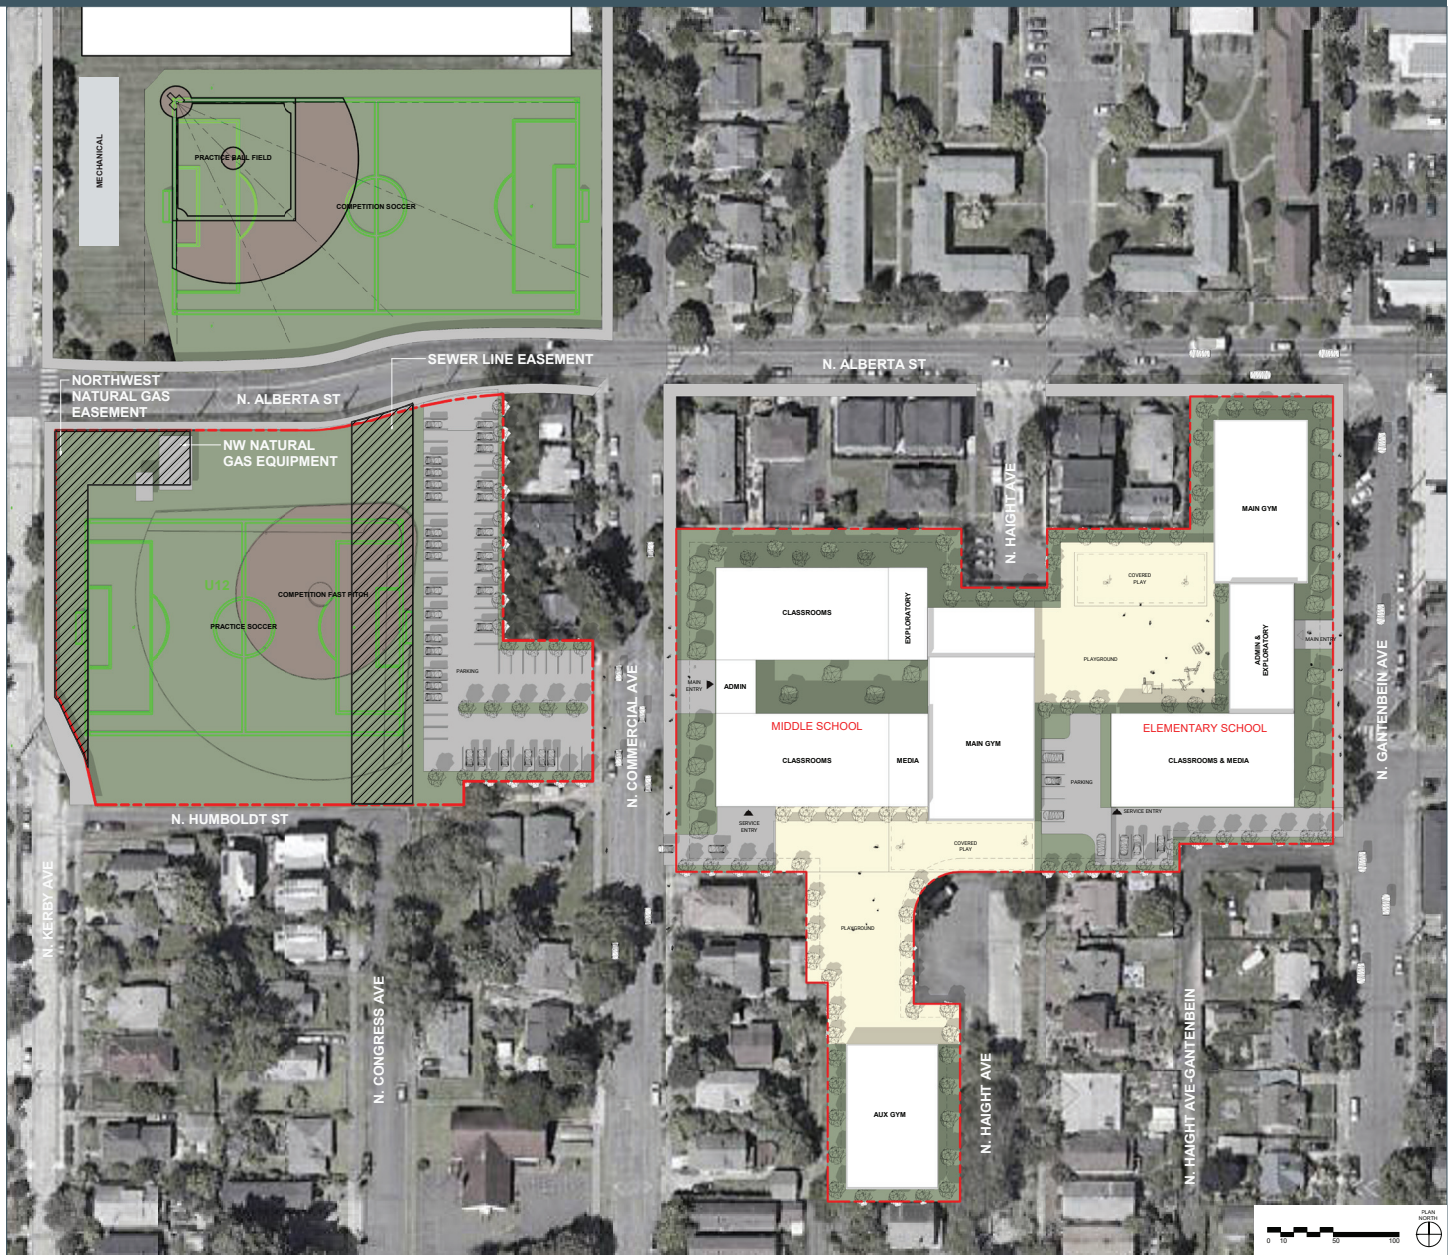 MECHANICAL
PRACTICE BALL FIELD
COMPETITION SOCCER
SEWER LINE EASEMENT
N. ALBERTA ST
NORTHWEST
NATURAL GAS
EASEMENT
N. ALBERTA ST
NW NATURAL
GAS EQUIPMENT
N. HAIGHT AVE
MAIN GYM
COVERED
PLAY
U12
COMPETITION FAST PITCH
PRACTICE SOCCER
CLASSROOMS
EXPLORATORY
ADMIN &
EXPLORATORY
MAIN ENTRY
PLAYGROUND
PARKING
MAIN
ENTRY
ADMIN
N. COMMERCIAL AVE
N. GANTENBEIN AVE
MIDDLE SCHOOL
ELEMENTARY SCHOOL
MAIN GYM
CLASSROOMS
MEDIA
CLASSROOMS & MEDIA
PARKING
SERVICE ENTRY
N. HUMBOLDT ST
SERVICE
ENTRY
COVERED
PLAY
N. KERBY AVE
PLAYGROUND
N. CONGRESS AVE
N. HAIGHT AVE
N. HAIGHT AVE-GANTENBEIN
AUX GYM
PLAN
NORTH
0 10 50 100